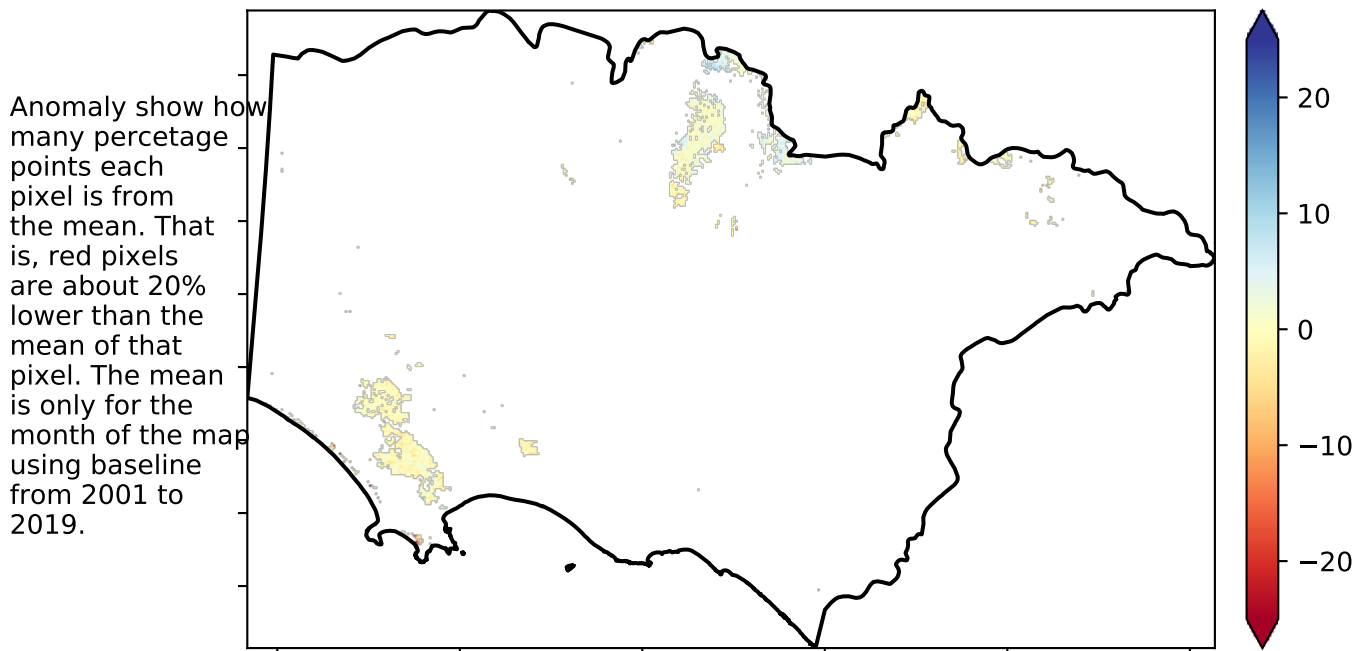 Anomaly show how
many percetage
points each
pixel is from
the mean. That
is, red pixels
are about 20%
lower than the
mean of that
pixel. The mean
is only for the
month of the map
using baseline
from 2001 to
2019.
20
10
0
−10
−20